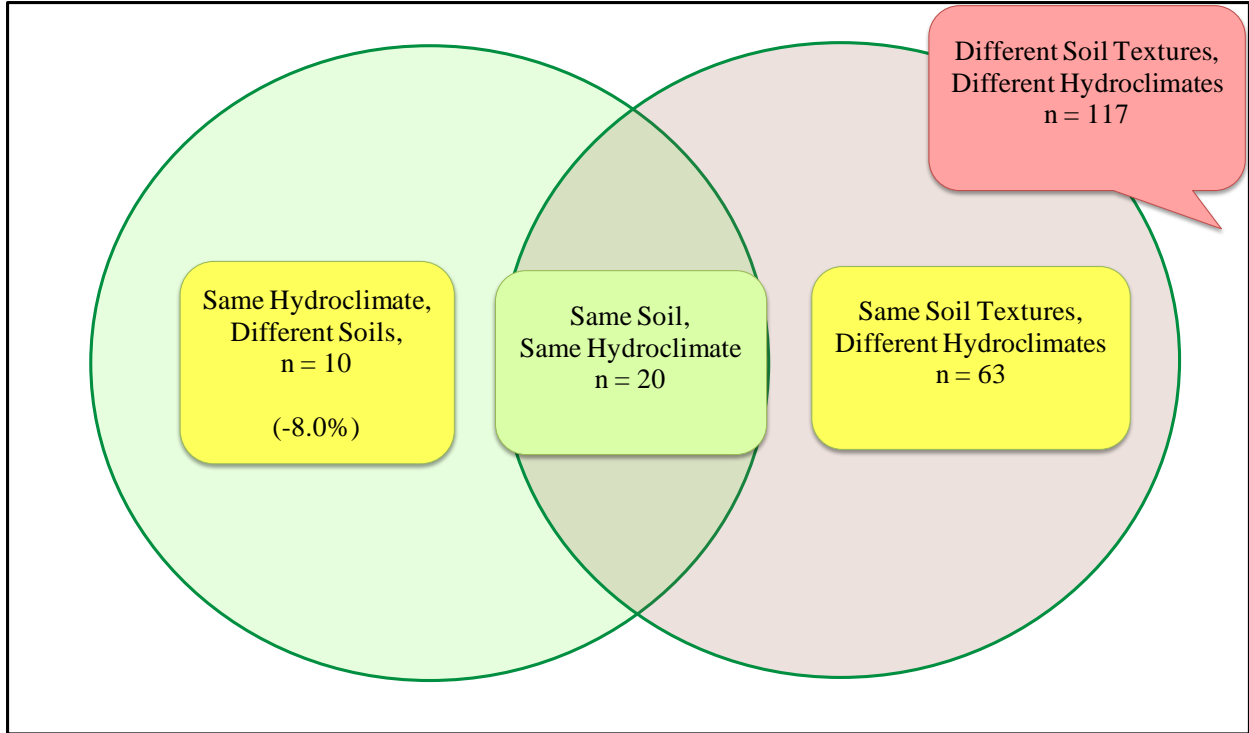 Different Soil Textures,
Different Hydroclimates
n = 117
Same Hydroclimate,
Different Soils,
n = 10
(-8.0%)
Same Soil,
Same Hydroclimate
n = 20
Same Soil Textures,
Different Hydroclimates
n = 63